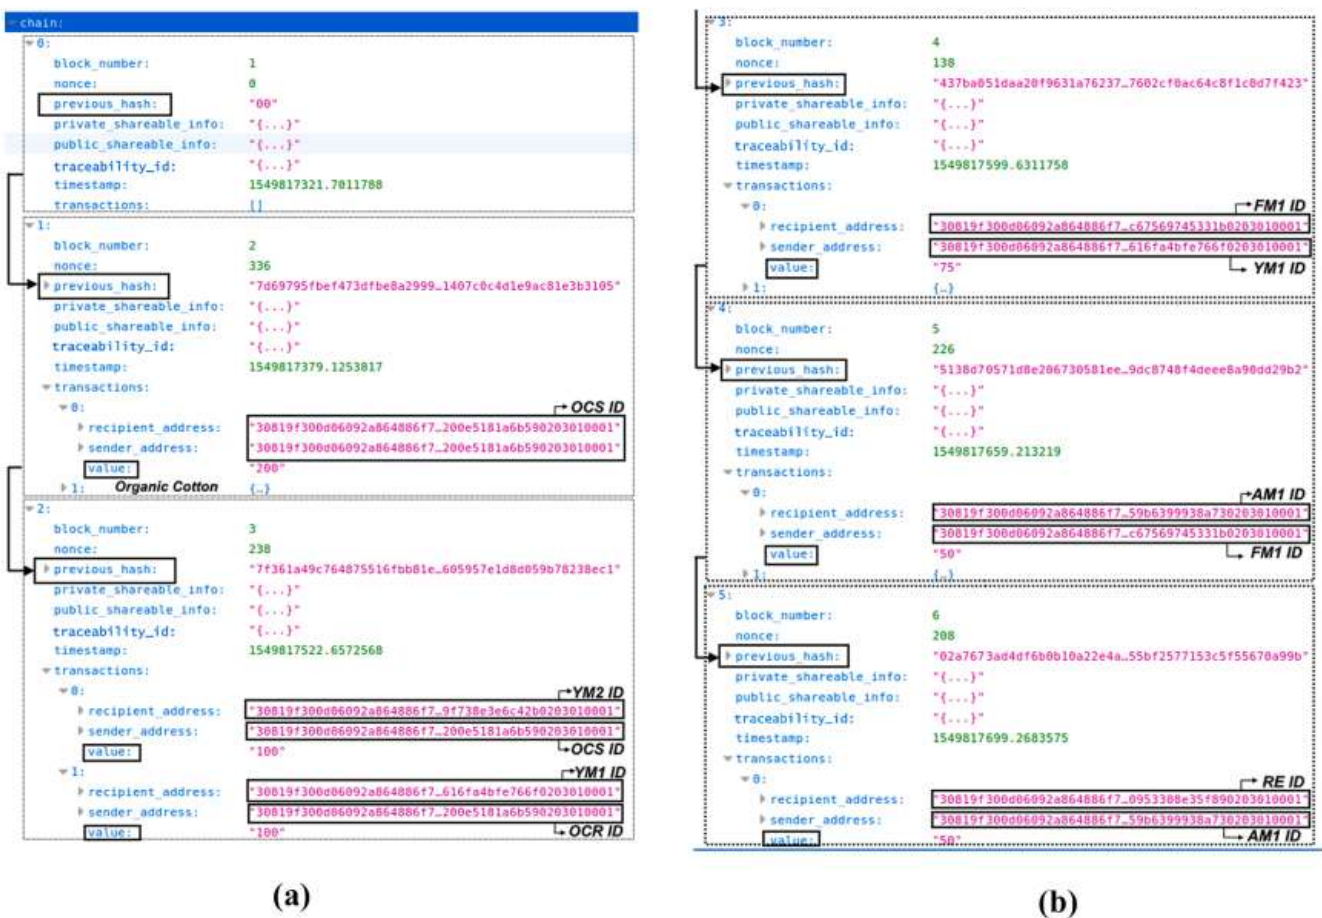 chain:
0:
block_number: 1
nonce: 0
previous_hash: "00"
private_shareable_info: "{...}"
public_shareable_info: "{...}"
traceability_id: "{...}"
timestamp: 1549817321.7011788
transactions: []
1:
block_number: 2
nonce: 336
previous_hash: "7d69795fbef473dfbe8a2999…1407c0c4d1e9ac81e3b3105"
private_shareable_info: "{...}"
public_shareable_info: "{...}"
traceability_id: "{...}"
timestamp: 1549817379.1253817
transactions:
0: OCS ID
recipient_address: "30819f300d06092a864886f7…200e5181a6b590203010001"
sender_address: "30819f300d06092a864886f7…200e5181a6b590203010001"
value: "200"
1: Organic Cotton {…}
2:
block_number: 3
nonce: 238
previous_hash: "7f361a49c764875516fbb81e…605957e1d8d059b78238ec1"
private_shareable_info: "{...}"
public_shareable_info: "{...}"
traceability_id: "{...}"
timestamp: 1549817522.6572568
transactions:
0: YM2 ID
recipient_address: "30819f300d06092a864886f7…9f738e3e6c42b0203010001"
sender_address: "30819f300d06092a864886f7…200e5181a6b590203010001"
value: "100" OCS ID
1: YM1 ID
recipient_address: "30819f300d06092a864886f7…616fa4bfe766f0203010001"
sender_address: "30819f300d06092a864886f7…200e5181a6b590203010001"
value: "100" OCR ID
(a)
3:
block_number: 4
nonce: 138
previous_hash: "437ba051daa20f9631a76237…7602cf0ac64c8f1c0d7f423"
private_shareable_info: "{...}"
public_shareable_info: "{...}"
traceability_id: "{...}"
timestamp: 1549817599.6311758
transactions:
0: FM1 ID
recipient_address: "30819f300d06092a864886f7…c67569745331b0203010001"
sender_address: "30819f300d06092a864886f7…616fa4bfe766f0203010001"
value: "75" YM1 ID
1: {…}
4:
block_number: 5
nonce: 226
previous_hash: "5138d70571d8e206730581ee…9dc8748f4deee8a90dd29b2"
private_shareable_info: "{...}"
public_shareable_info: "{...}"
traceability_id: "{...}"
timestamp: 1549817659.213219
transactions:
0: AM1 ID
recipient_address: "30819f300d06092a864886f7…59b6399938a730203010001"
sender_address: "30819f300d06092a864886f7…c67569745331b0203010001"
value: "50" FM1 ID
1: {…}
5:
block_number: 6
nonce: 208
previous_hash: "02a7673ad4df6b0b10a22e4a…55bf2577153c5f55670a99b"
private_shareable_info: "{...}"
public_shareable_info: "{...}"
traceability_id: "{...}"
timestamp: 1549817699.2683575
transactions:
0: RE ID
recipient_address: "30819f300d06092a864886f7…0953308e35f890203010001"
sender_address: "30819f300d06092a864886f7…59b6399938a730203010001"
value: "50" AM1 ID
(b)